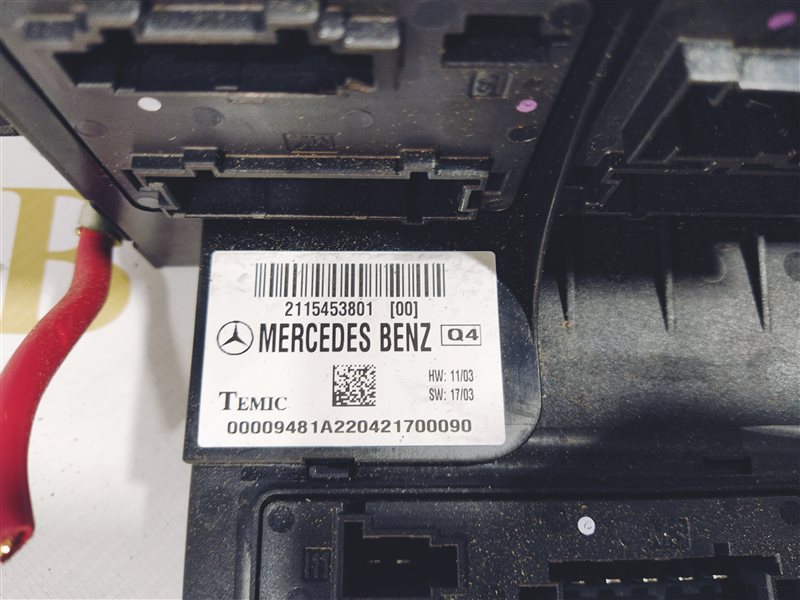 2115453801 [00]
MERCEDES BENZ Q4
HW: 11/03
SW: 17/03
TEMIC
00009481A220421700090
B